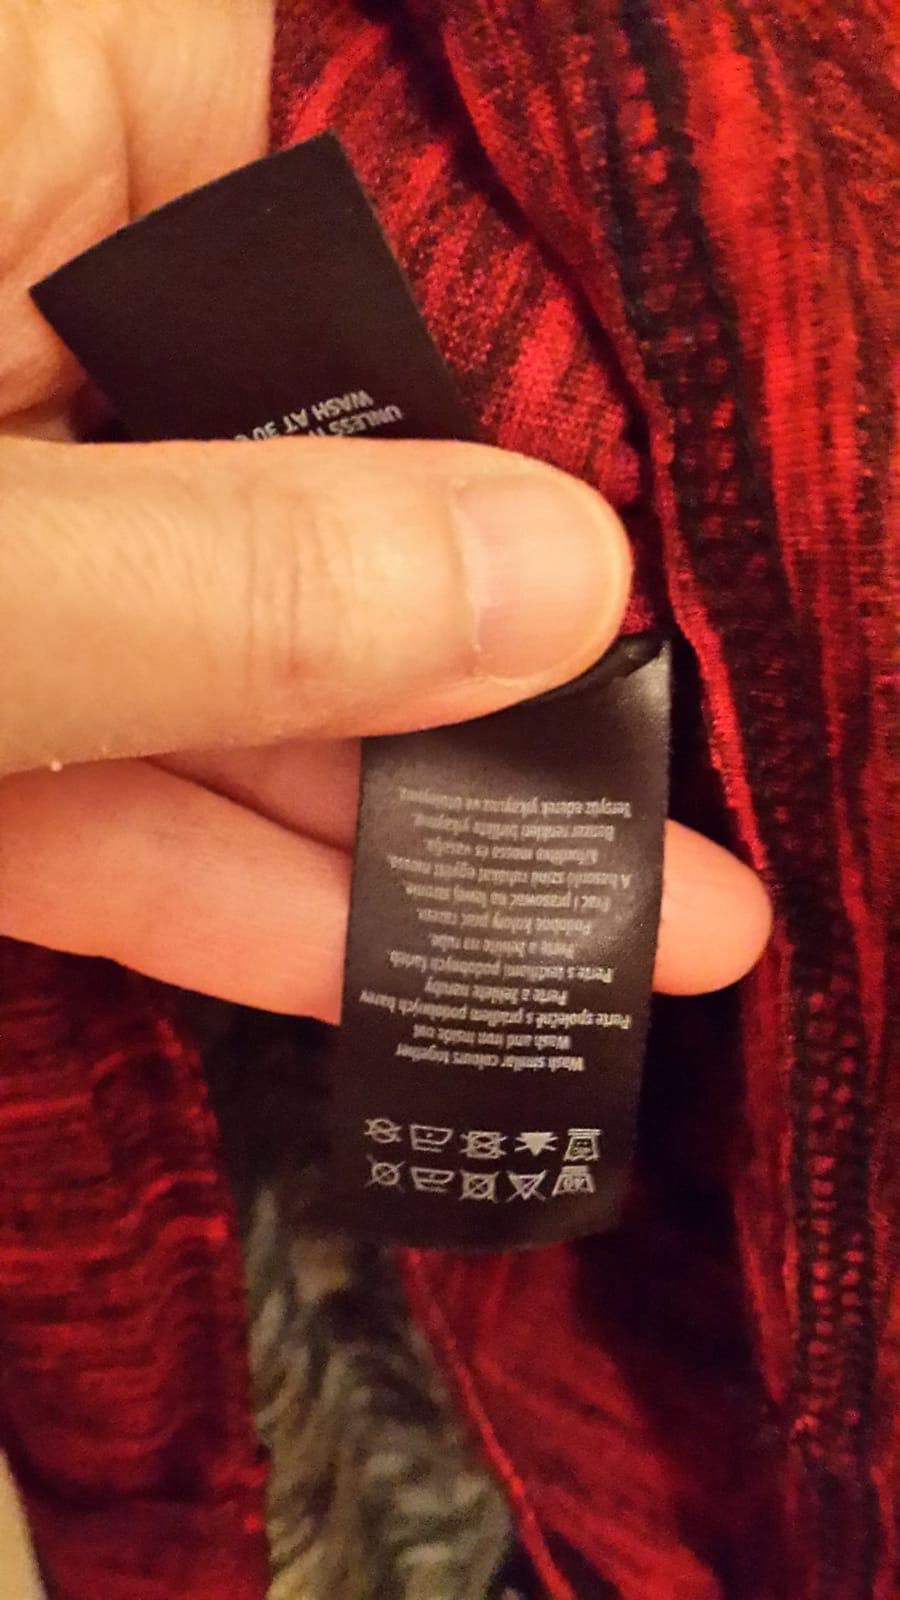 40
40
Wash similar colours together
Wash and iron inside out
Perte společně s prádlem podobných barev
Perte a žehlete naruby
Perte s textíliami podobných farieb.
Perte a žehlite na rube.
Podobne kolory prać razem.
Prać i prasować na lewej stronie.
A hasonló színű ruhákat együtt mossa.
Kifordítva mossa és vasalja.
Benzer renkleri birlikte yıkayınız.
Tersyüz ederek yıkayınız ve ütüleyiniz.
UNLESS
WASH AT 30°C